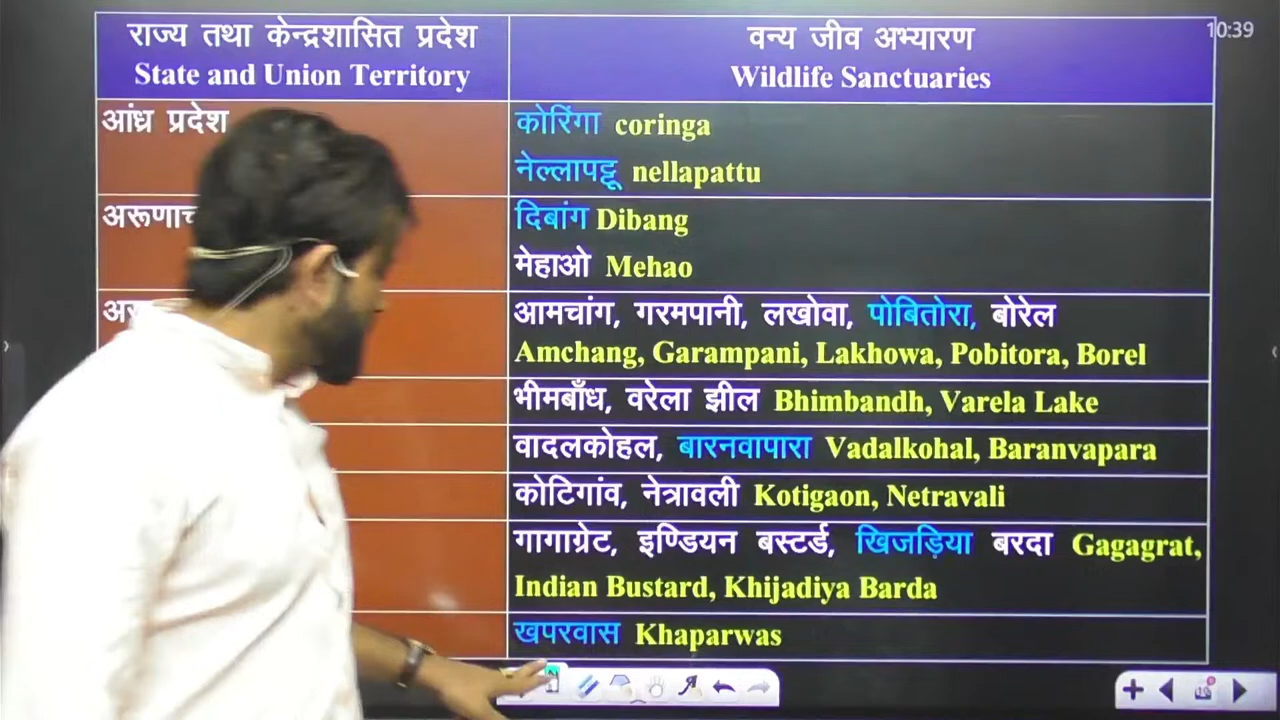 राज्य तथा केन्द्रशासित प्रदेश
State and Union Territory
वन्य जीव अभ्यारण
Wildlife Sanctuaries
10:39
आंध्र प्रदेश
कोरिंगा coringa
नेल्लापट्टू nellapattu
दिबांग Dibang
मेहाओ Mehao
आमचांग, गरमपानी, लखोवा, पोबितोरा, बोरेल
Amchang, Garampani, Lakhowa, Pobitora, Borel
भीमबाँध, वरेला झील Bhimbandh, Varela Lake
वादलकोहल, बारनवापारा Vadalkohal, Baranvapara
कोटिगांव, नेत्रावली Kotigaon, Netravali
गागाग्रेट, इण्डियन बस्टर्ड, खिजड़िया बरदा Gagagrat,
Indian Bustard, Khijadiya Barda
खपरवास Khaparwas